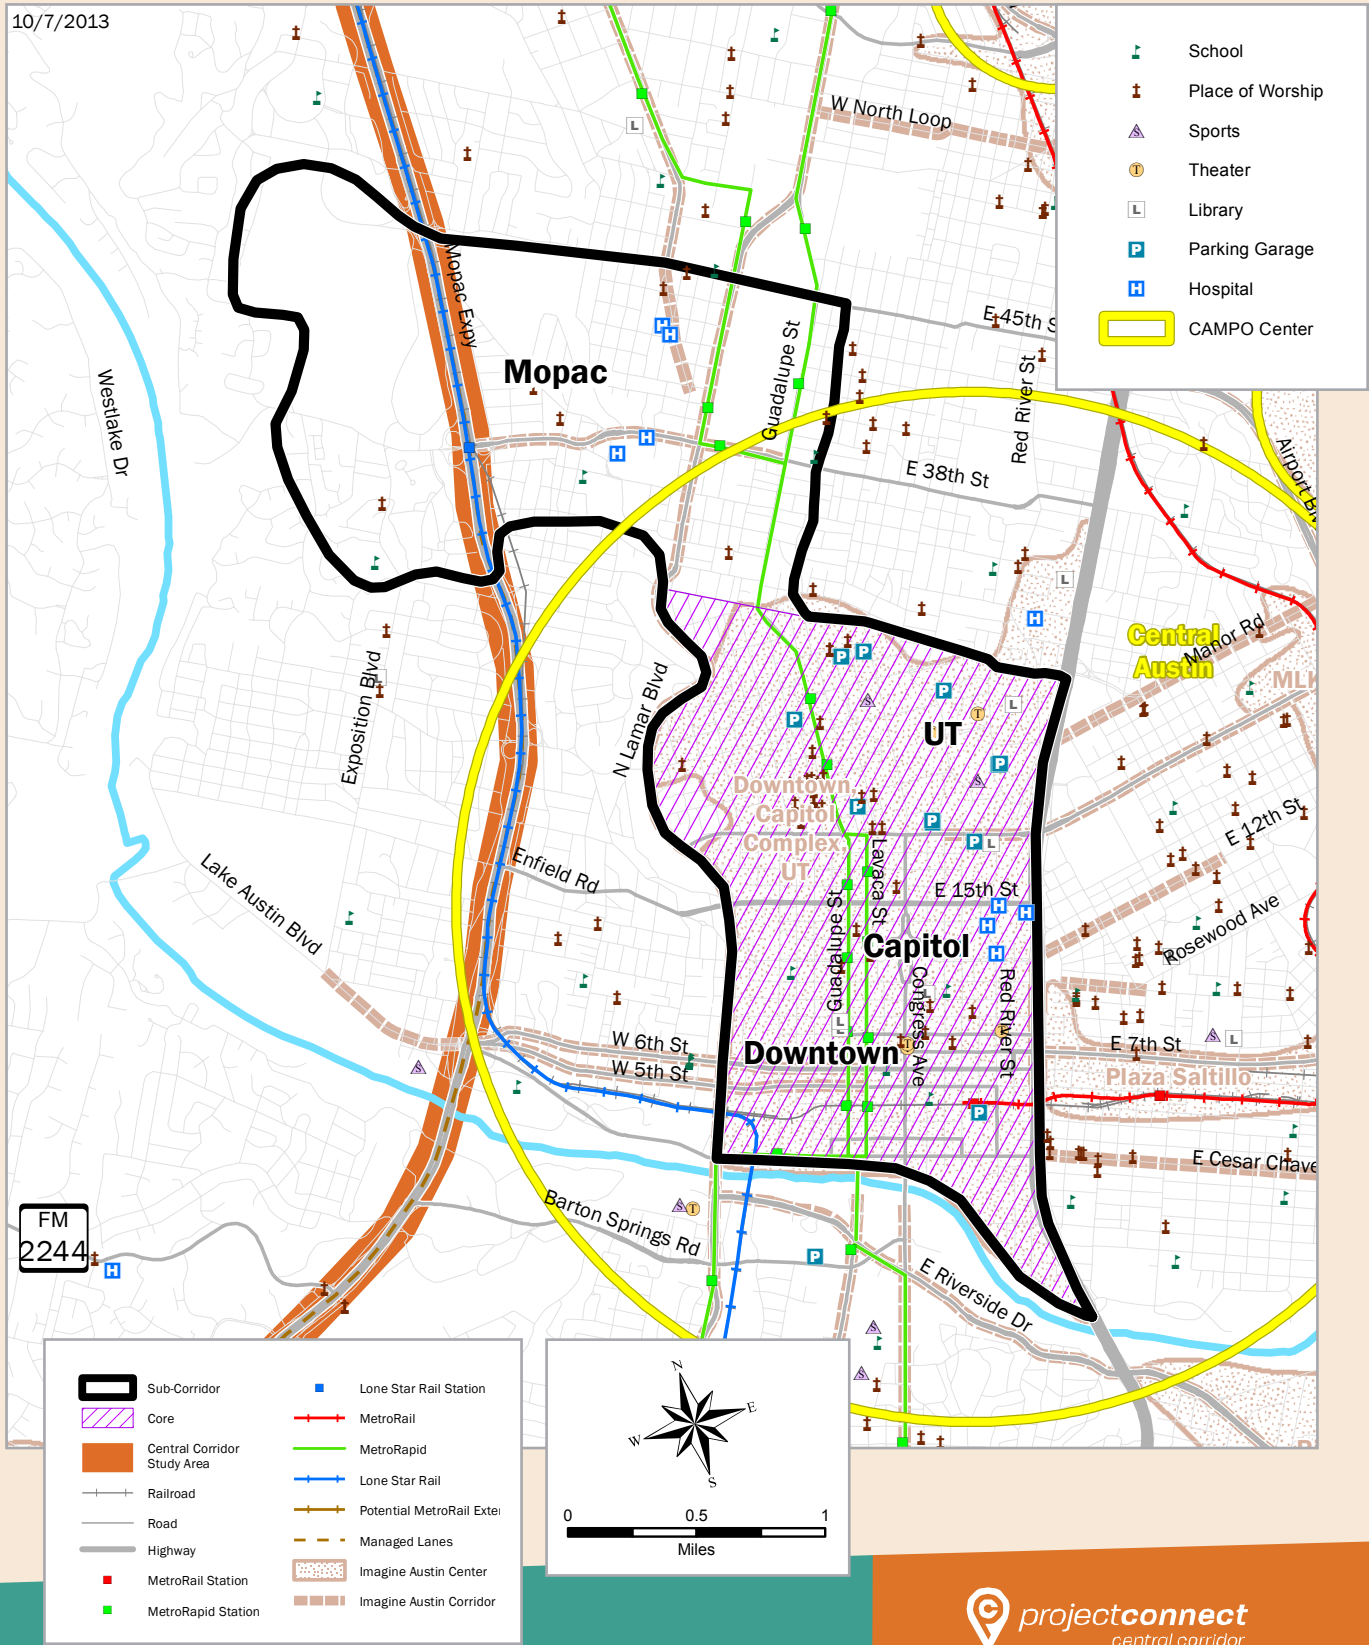 10/7/2013
School
Place of Worship
Sports
T Theater
L Library
P Parking Garage
H Hospital
CAMPO Center
W North Loop
Mopac Expy
Mopac
Guadalupe St
E 45th S
Red River St
E 38th St
Westlake Dr
Airport Blv
Central
Austin
Manor Rd
MLK
Exposition Blvd
N Lamar Blvd
UT
Downtown,
Capitol
Complex,
UT
E 12th St
Enfield Rd
Lake Austin Blvd
Lavaca St
E 15th St
Guadalupe St
Capitol
Rosewood Ave
Congress Ave
Red River St
W 6th St
W 5th St
Downtown
E 7th St
Plaza Saltillo
E Cesar Chave
FM
2244
Barton Springs Rd
E Riverside Dr
Sub-Corridor
Core
Central Corridor
Study Area
Railroad
Road
Highway
MetroRail Station
MetroRapid Station
Lone Star Rail Station
MetroRail
MetroRapid
Lone Star Rail
Potential MetroRail Exte
Managed Lanes
Imagine Austin Center
Imagine Austin Corridor
N
E
W
S
0 0.5 1
Miles
projectconnect
central corridor